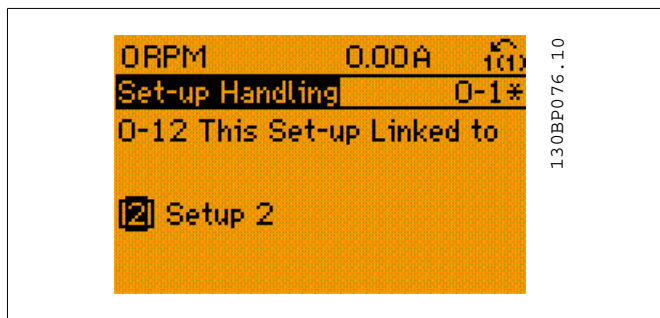 0RPM 0.00A 1(1)
Set-up Handling 0-1*
0-12 This Set-up Linked to
[2] Setup 2
130BP076.10